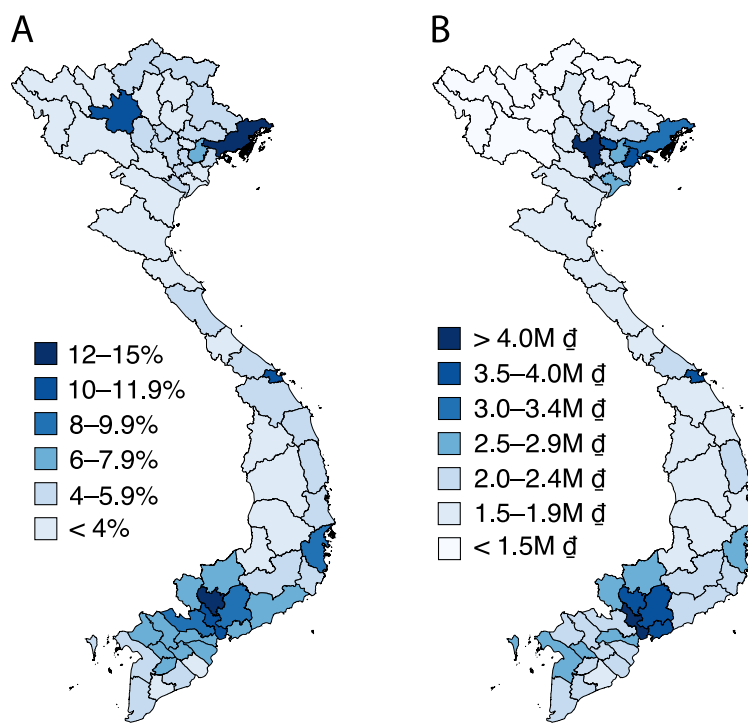 A
B
12–15%
10–11.9%
8–9.9%
6–7.9%
4–5.9%
< 4%
> 4.0M ₫
3.5–4.0M ₫
3.0–3.4M ₫
2.5–2.9M ₫
2.0–2.4M ₫
1.5–1.9M ₫
< 1.5M ₫